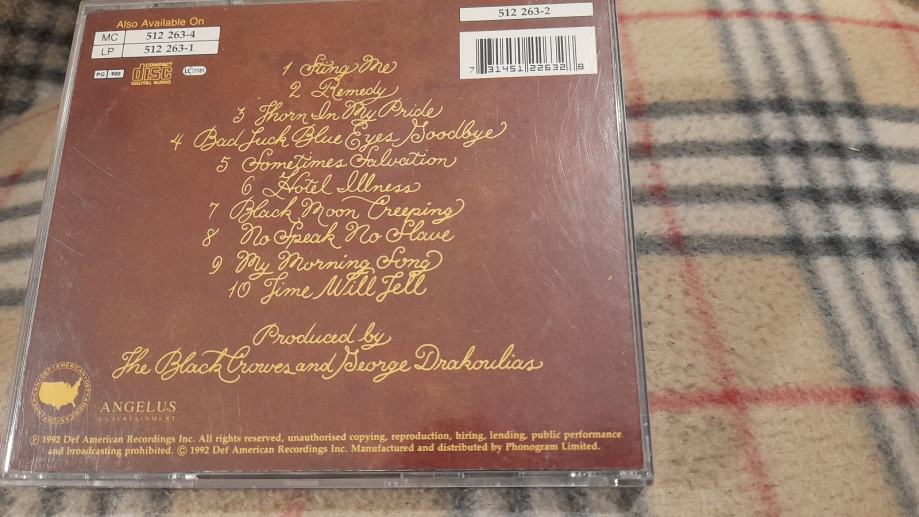 Also Available On
MC 512 263-4
LP 512 263-1
512 263-2
PG 900
COMPACT
disc
DIGITAL AUDIO
LC 7181
7 31451 22632 8
1 Sting Me
2 Remedy
3 Thorn In My Pride
4 Bad Luck Blue Eyes Goodbye
5 Sometimes Salvation
6 Hotel Illness
7 Black Moon Creeping
8 No Speak No Slave
9 My Morning Song
10 Time Will Tell
Produced by
The Black Crowes and George Drakoulias
ANGELUS
ENTERTAINMENT
℗ 1992 Def American Recordings Inc. All rights reserved, unauthorised copying, reproduction, hiring, lending, public performance
and broadcasting prohibited. © 1992 Def American Recordings Inc. Manufactured and distributed by Phonogram Limited.